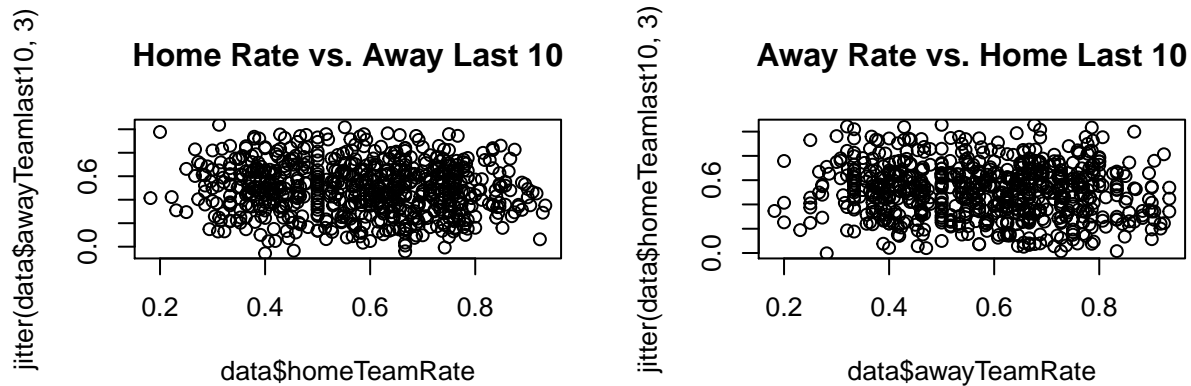 Home Rate vs. Away Last 10
jitter(data$awayTeamlast10, 3)
0.0 0.6
0.2 0.4 0.6 0.8
data$homeTeamRate
Away Rate vs. Home Last 10
jitter(data$homeTeamlast10, 3)
0.0 0.6
0.2 0.4 0.6 0.8
data$awayTeamRate